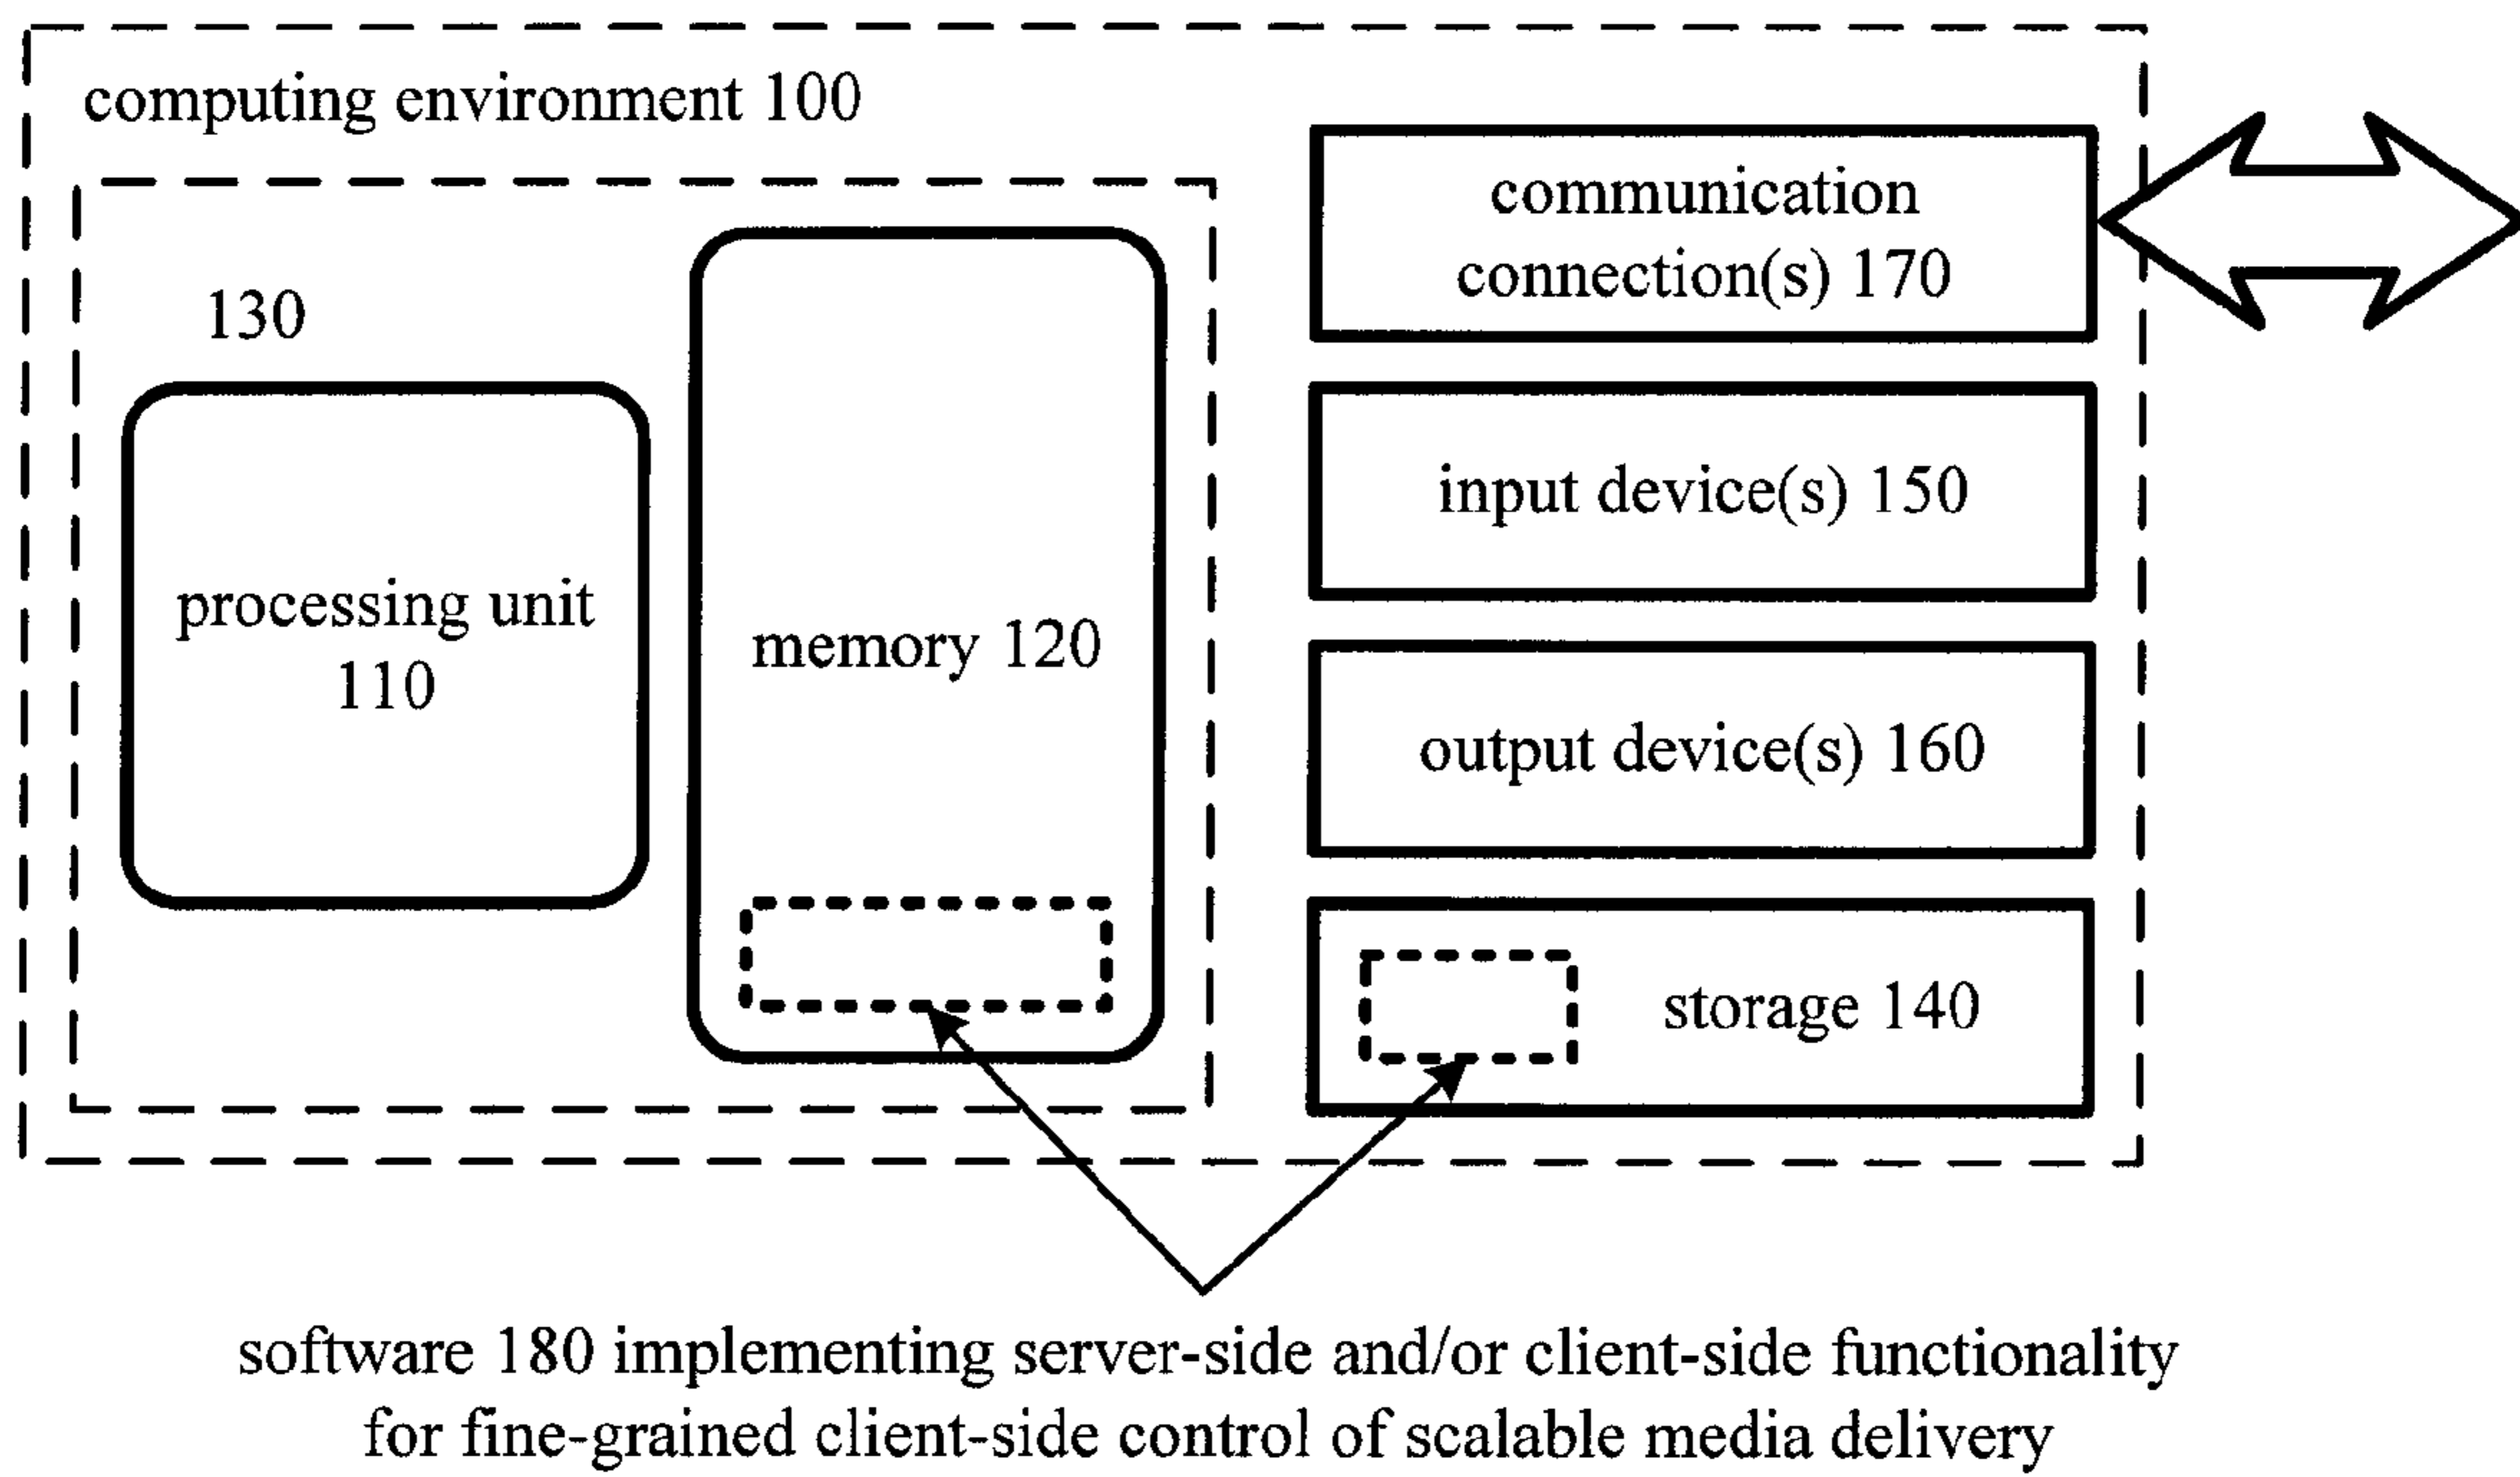 computing environment 100
130
processing unit
110
memory 120
communication
connection(s) 170
input device(s) 150
output device(s) 160
storage 140
software 180 implementing server-side and/or client-side functionality
for fine-grained client-side control of scalable media delivery